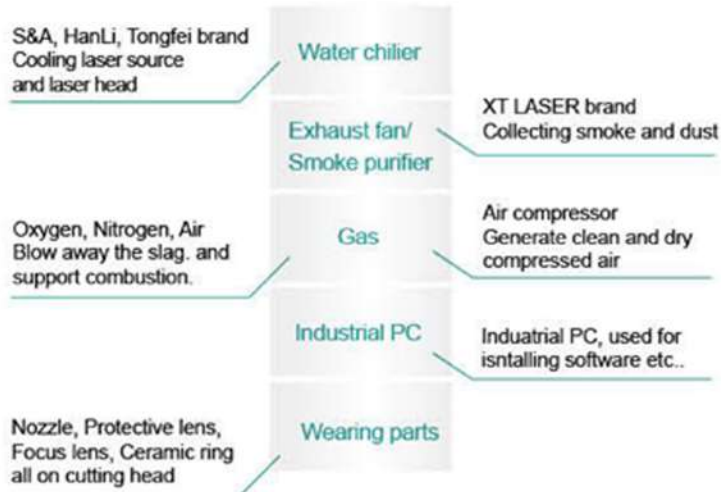 S&A, HanLi, Tongfei brand
Cooling laser source
and laser head
Water chilier
Exhaust fan/
Smoke purifier
XT LASER brand
Collecting smoke and dust
Oxygen, Nitrogen, Air
Blow away the slag. and
support combustion.
Gas
Air compressor
Generate clean and dry
compressed air
Industrial PC
Induatrial PC, used for
isntalling software etc..
Nozzle, Protective lens,
Focus lens, Ceramic ring
all on cutting head
Wearing parts